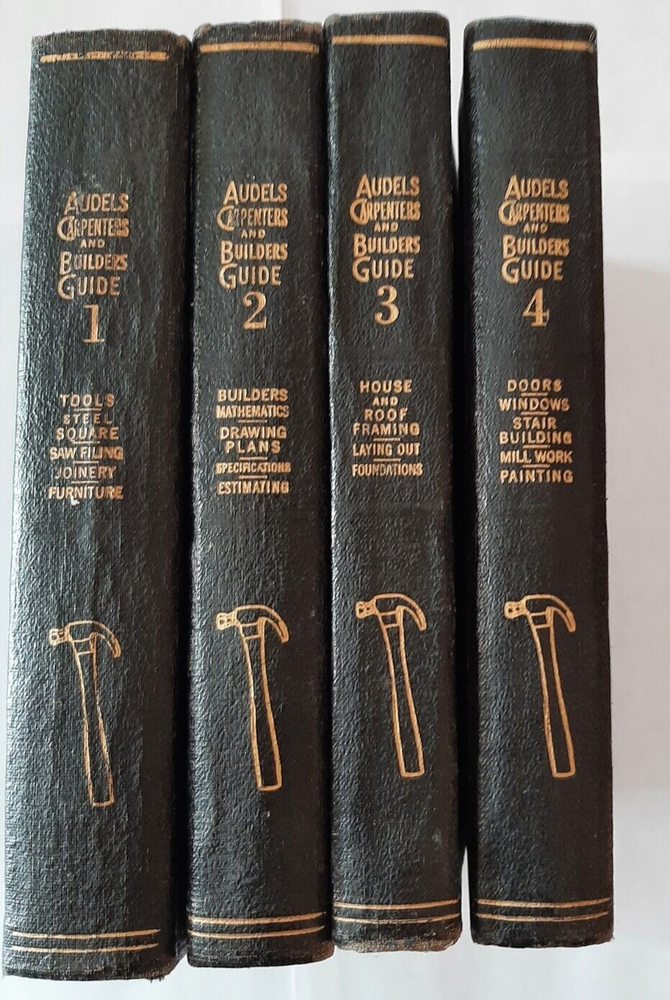 AUDELS
CARPENTERS
AND
BUILDERS
GUIDE
1
TOOLS
STEEL
SQUARE
SAW FILING
JOINERY
FURNITURE
AUDELS
CARPENTERS
AND
BUILDERS
GUIDE
2
BUILDERS
MATHEMATICS
DRAWING
PLANS
SPECIFICATIONS
ESTIMATING
AUDELS
CARPENTERS
AND
BUILDERS
GUIDE
3
HOUSE
AND
ROOF
FRAMING
LAYING OUT
FOUNDATIONS
AUDELS
CARPENTERS
AND
BUILDERS
GUIDE
4
DOORS
WINDOWS
STAIR
BUILDING
MILL WORK
PAINTING